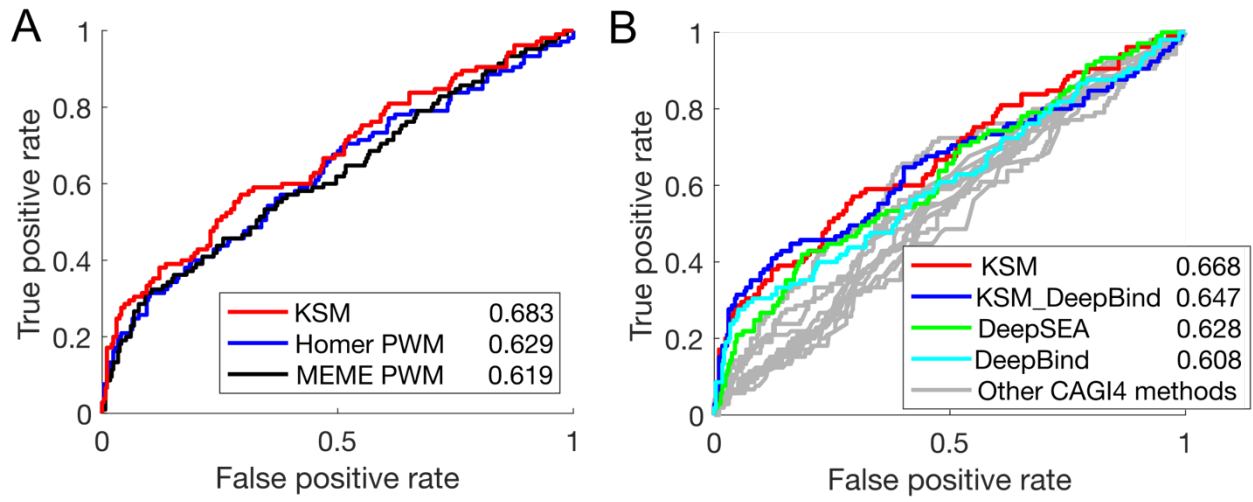 A
True positive rate
1
0.8
0.6
0.4
0.2
0
KSM 0.683
Homer PWM 0.629
MEME PWM 0.619
0 0.5 1
False positive rate
B
True positive rate
1
0.8
0.6
0.4
0.2
0
KSM 0.668
KSM_DeepBind 0.647
DeepSEA 0.628
DeepBind 0.608
Other CAGI4 methods
0 0.5 1
False positive rate